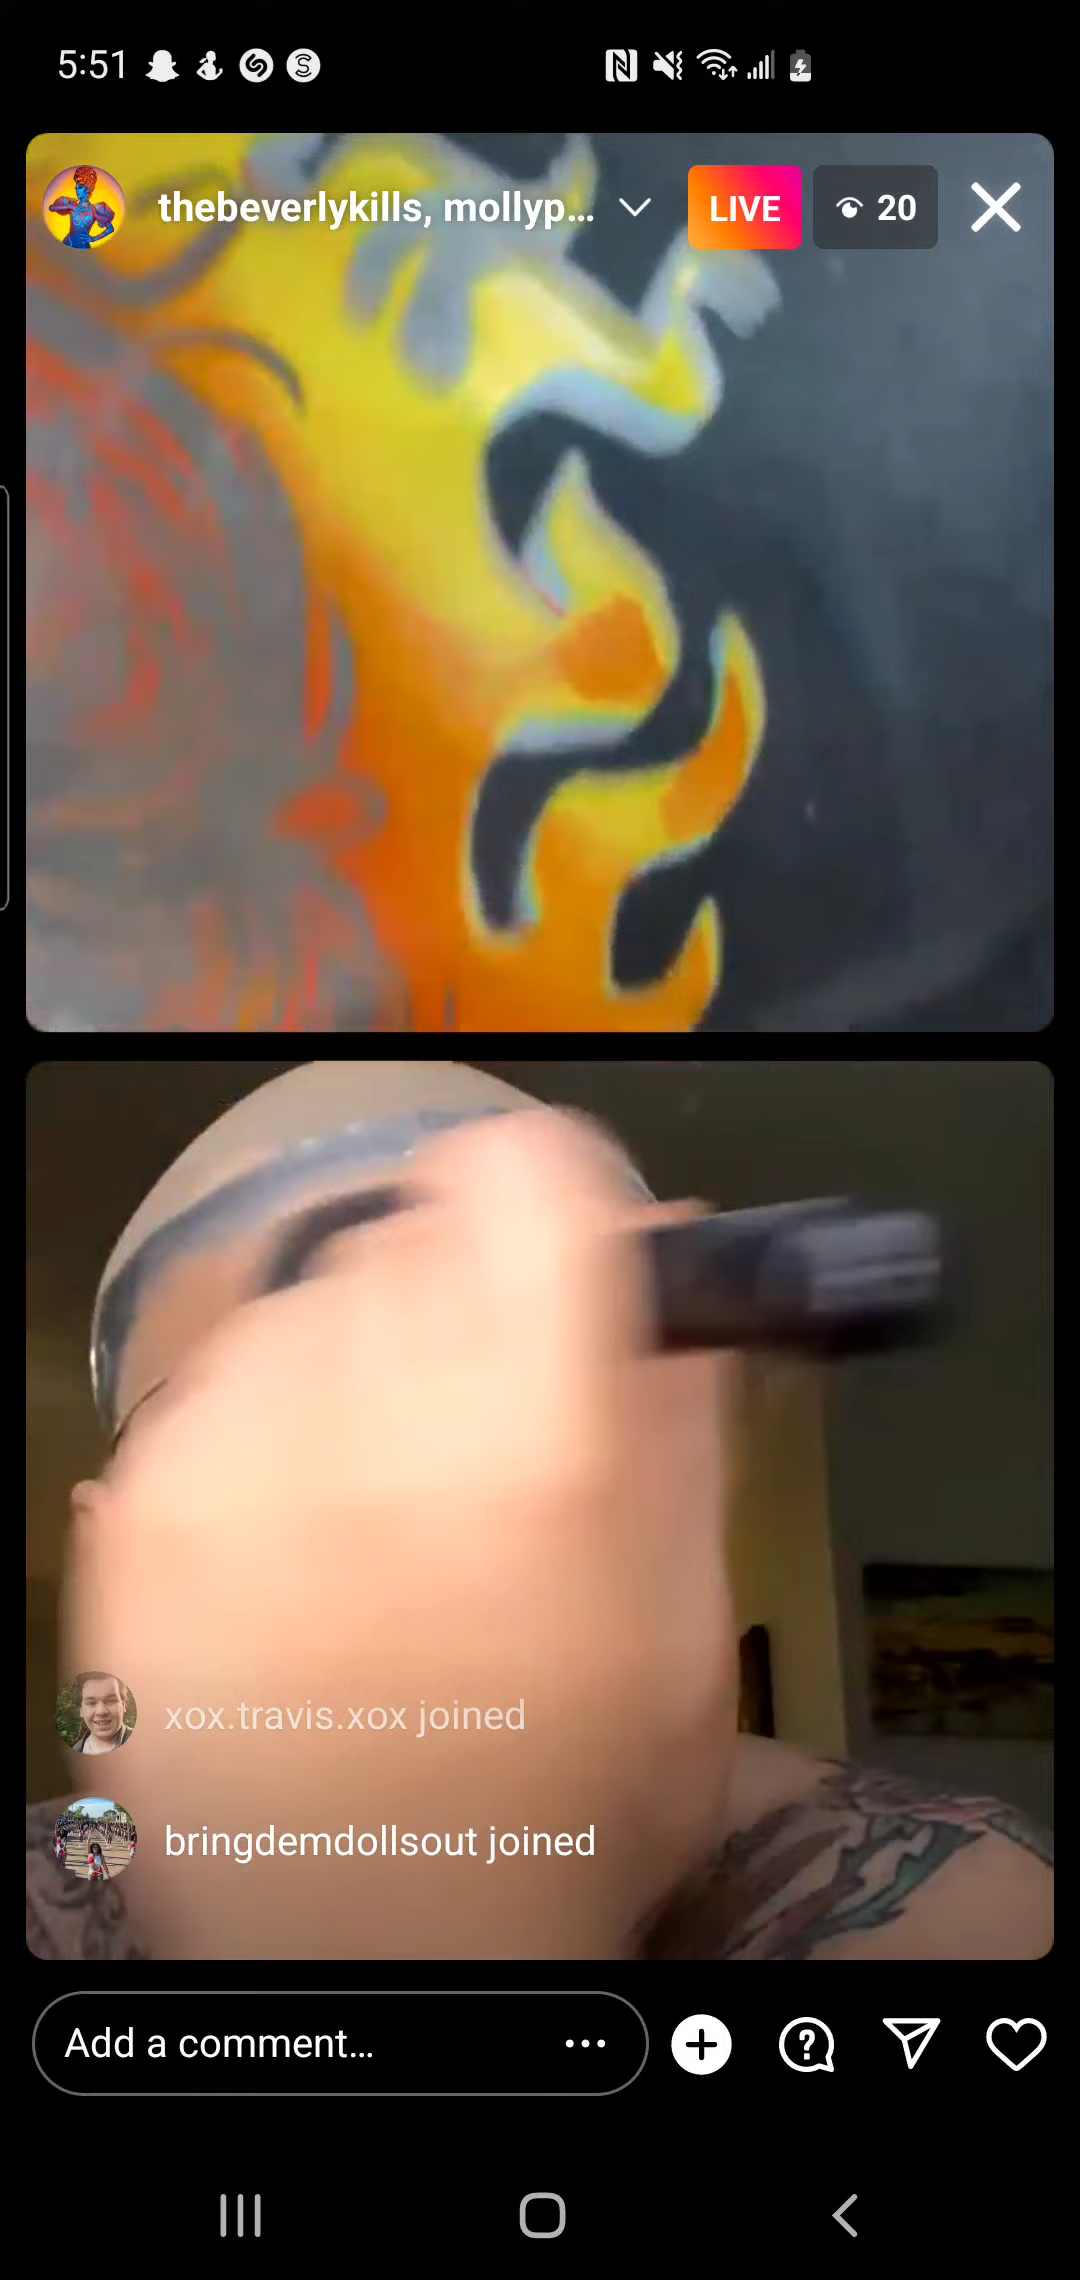 5:51
thebeverlykills, mollyp...
LIVE
20
xox.travis.xox joined
bringdemdollsout joined
Add a comment...